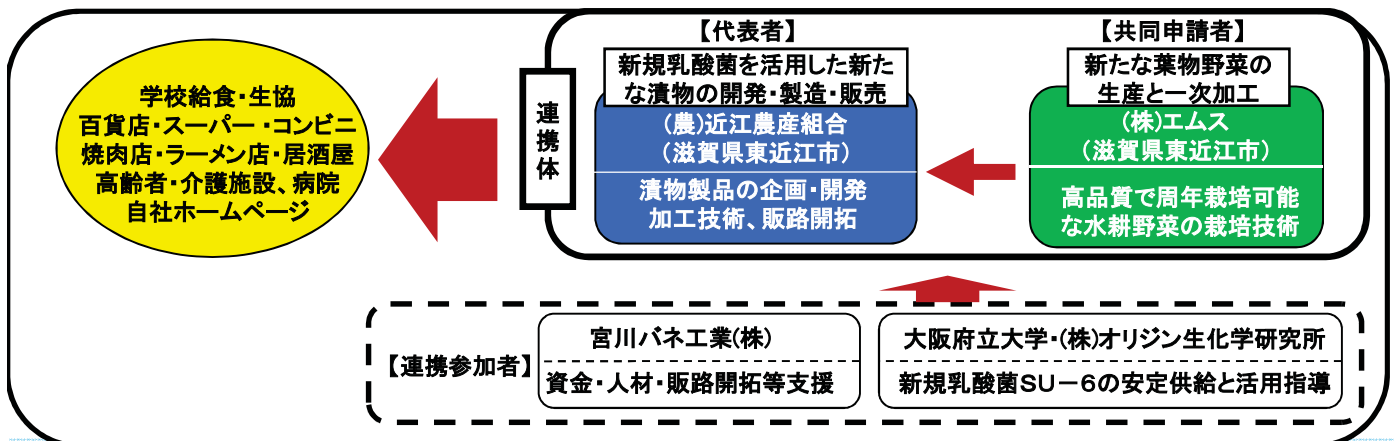 学校給食・生協
百貨店・スーパー・コンビニ
焼肉店・ラーメン店・居酒屋
高齢者・介護施設、病院
自社ホームページ
連携体
【代表者】
新規乳酸菌を活用した新た
な漬物の開発・製造・販売
(農)近江農産組合
(滋賀県東近江市)
漬物製品の企画・開発
加工技術、販路開拓
【共同申請者】
新たな葉物野菜の
生産と一次加工
(株)エムス
(滋賀県東近江市)
高品質で周年栽培可能
な水耕野菜の栽培技術
【連携参加者】
宮川バネ工業(株)
資金・人材・販路開拓等支援
大阪府立大学・(株)オリジン生化学研究所
新規乳酸菌SU－6の安定供給と活用指導